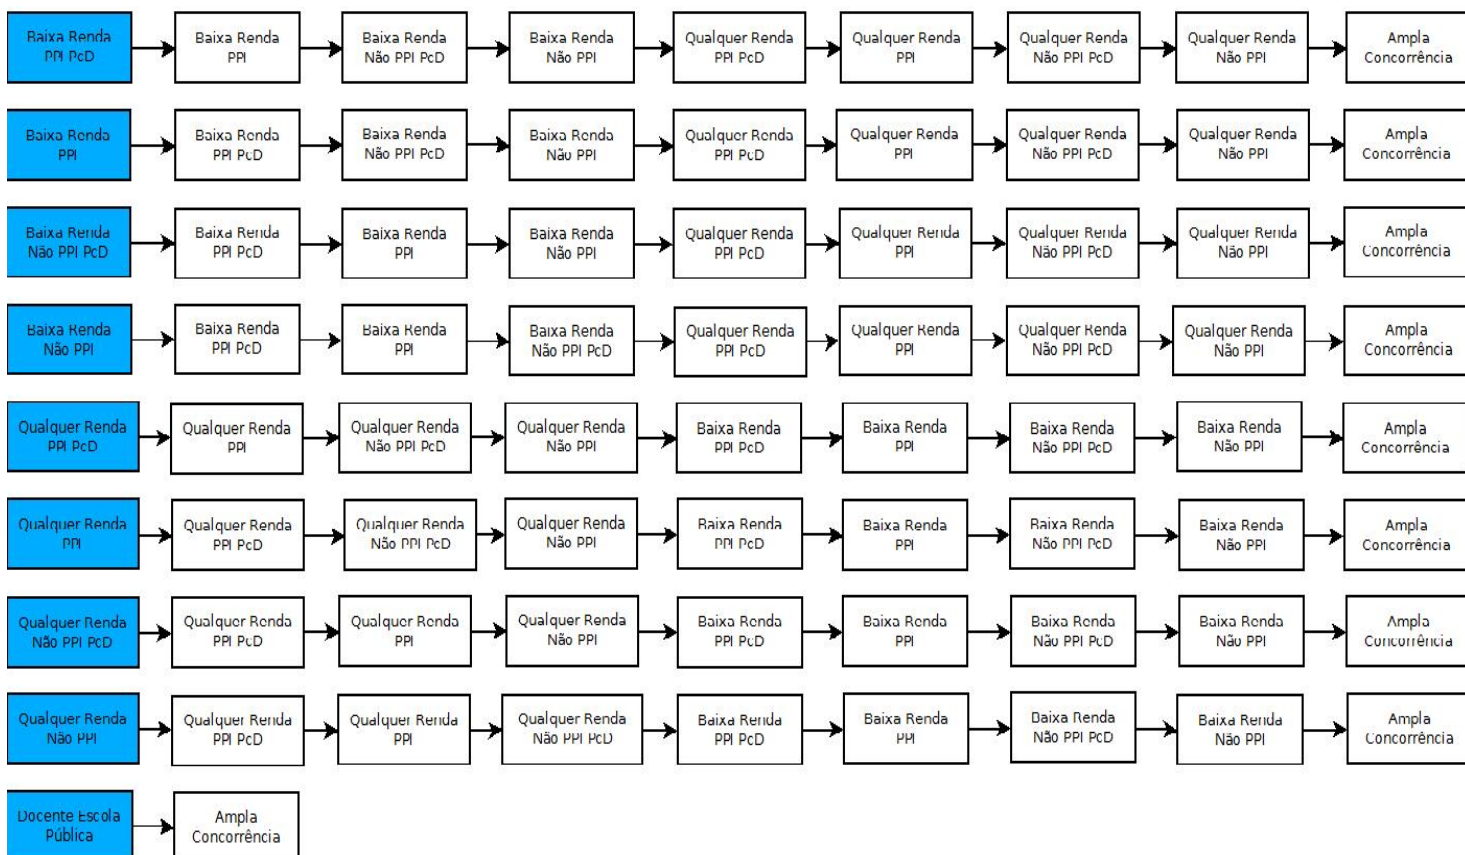 Baixa Renda
PPI PcD
Baixa Renda
PPI
Baixa Renda
Não PPI PcD
Baixa Renda
Não PPI
Qualquer Renda
PPI PcD
Qualquer Renda
PPI
Qualquer Renda
Não PPI PcD
Qualquer Renda
Não PPI
Ampla
Concorrência
Baixa Renda
PPI
Baixa Renda
PPI PcD
Baixa Renda
Não PPI PcD
Baixa Renda
Não PPI
Qualquer Renda
PPI PcD
Qualquer Renda
PPI
Qualquer Renda
Não PPI PcD
Qualquer Renda
Não PPI
Ampla
Concorrência
Baixa Renda
Não PPI PcD
Baixa Renda
PPI PcD
Baixa Renda
PPI
Baixa Renda
Não PPI
Qualquer Renda
PPI PcD
Qualquer Renda
PPI
Qualquer Renda
Não PPI PcD
Qualquer Renda
Não PPI
Ampla
Concorrência
Baixa Renda
Não PPI
Baixa Renda
PPI PcD
Baixa Renda
PPI
Baixa Renda
Não PPI PcD
Qualquer Renda
PPI PcD
Qualquer Renda
PPI
Qualquer Renda
Não PPI PcD
Qualquer Renda
Não PPI
Ampla
Concorrência
Qualquer Renda
PPI PcD
Qualquer Renda
PPI
Qualquer Renda
Não PPI PcD
Qualquer Renda
Não PPI
Baixa Renda
PPI PcD
Baixa Renda
PPI
Baixa Renda
Não PPI PcD
Baixa Renda
Não PPI
Ampla
Concorrência
Qualquer Renda
PPI
Qualquer Renda
PPI PcD
Qualquer Renda
Não PPI PcD
Qualquer Renda
Não PPI
Baixa Renda
PPI PcD
Baixa Renda
PPI
Baixa Renda
Não PPI PcD
Baixa Renda
Não PPI
Ampla
Concorrência
Qualquer Renda
Não PPI PcD
Qualquer Renda
PPI PcD
Qualquer Renda
PPI
Qualquer Renda
Não PPI
Baixa Renda
PPI PcD
Baixa Renda
PPI
Baixa Renda
Não PPI PcD
Baixa Renda
Não PPI
Ampla
Concorrência
Qualquer Renda
Não PPI
Qualquer Renda
PPI PcD
Qualquer Renda
PPI
Qualquer Renda
Não PPI PcD
Baixa Renda
PPI PcD
Baixa Renda
PPI
Baixa Renda
Não PPI PcD
Baixa Renda
Não PPI
Ampla
Concorrência
Docente Escola
Pública
Ampla
Concorrência